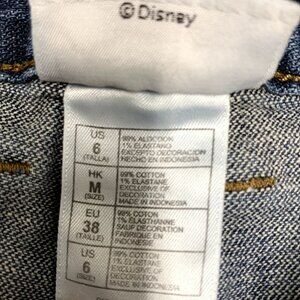 © Disney
US
6
(TALLA)
99% ALGODON
1% ELASTANO
EXCEPTO DECORACION
HECHO EN INDONESIA
HK
M
(SIZE)
99% COTTON
1% ELASTANE
EXCLUSIVE OF
DECORATION
MADE IN INDONESIA
EU
38
(TAILLE)
99% COTON
1% ELASTHANNE
SAUF DECORATION
FABRIQUE EN
INDONESIA
US
6
99% COTTON
1% ELASTANE
EXCLUSIVE OF
DECORATION
MADE IN INDONESIA